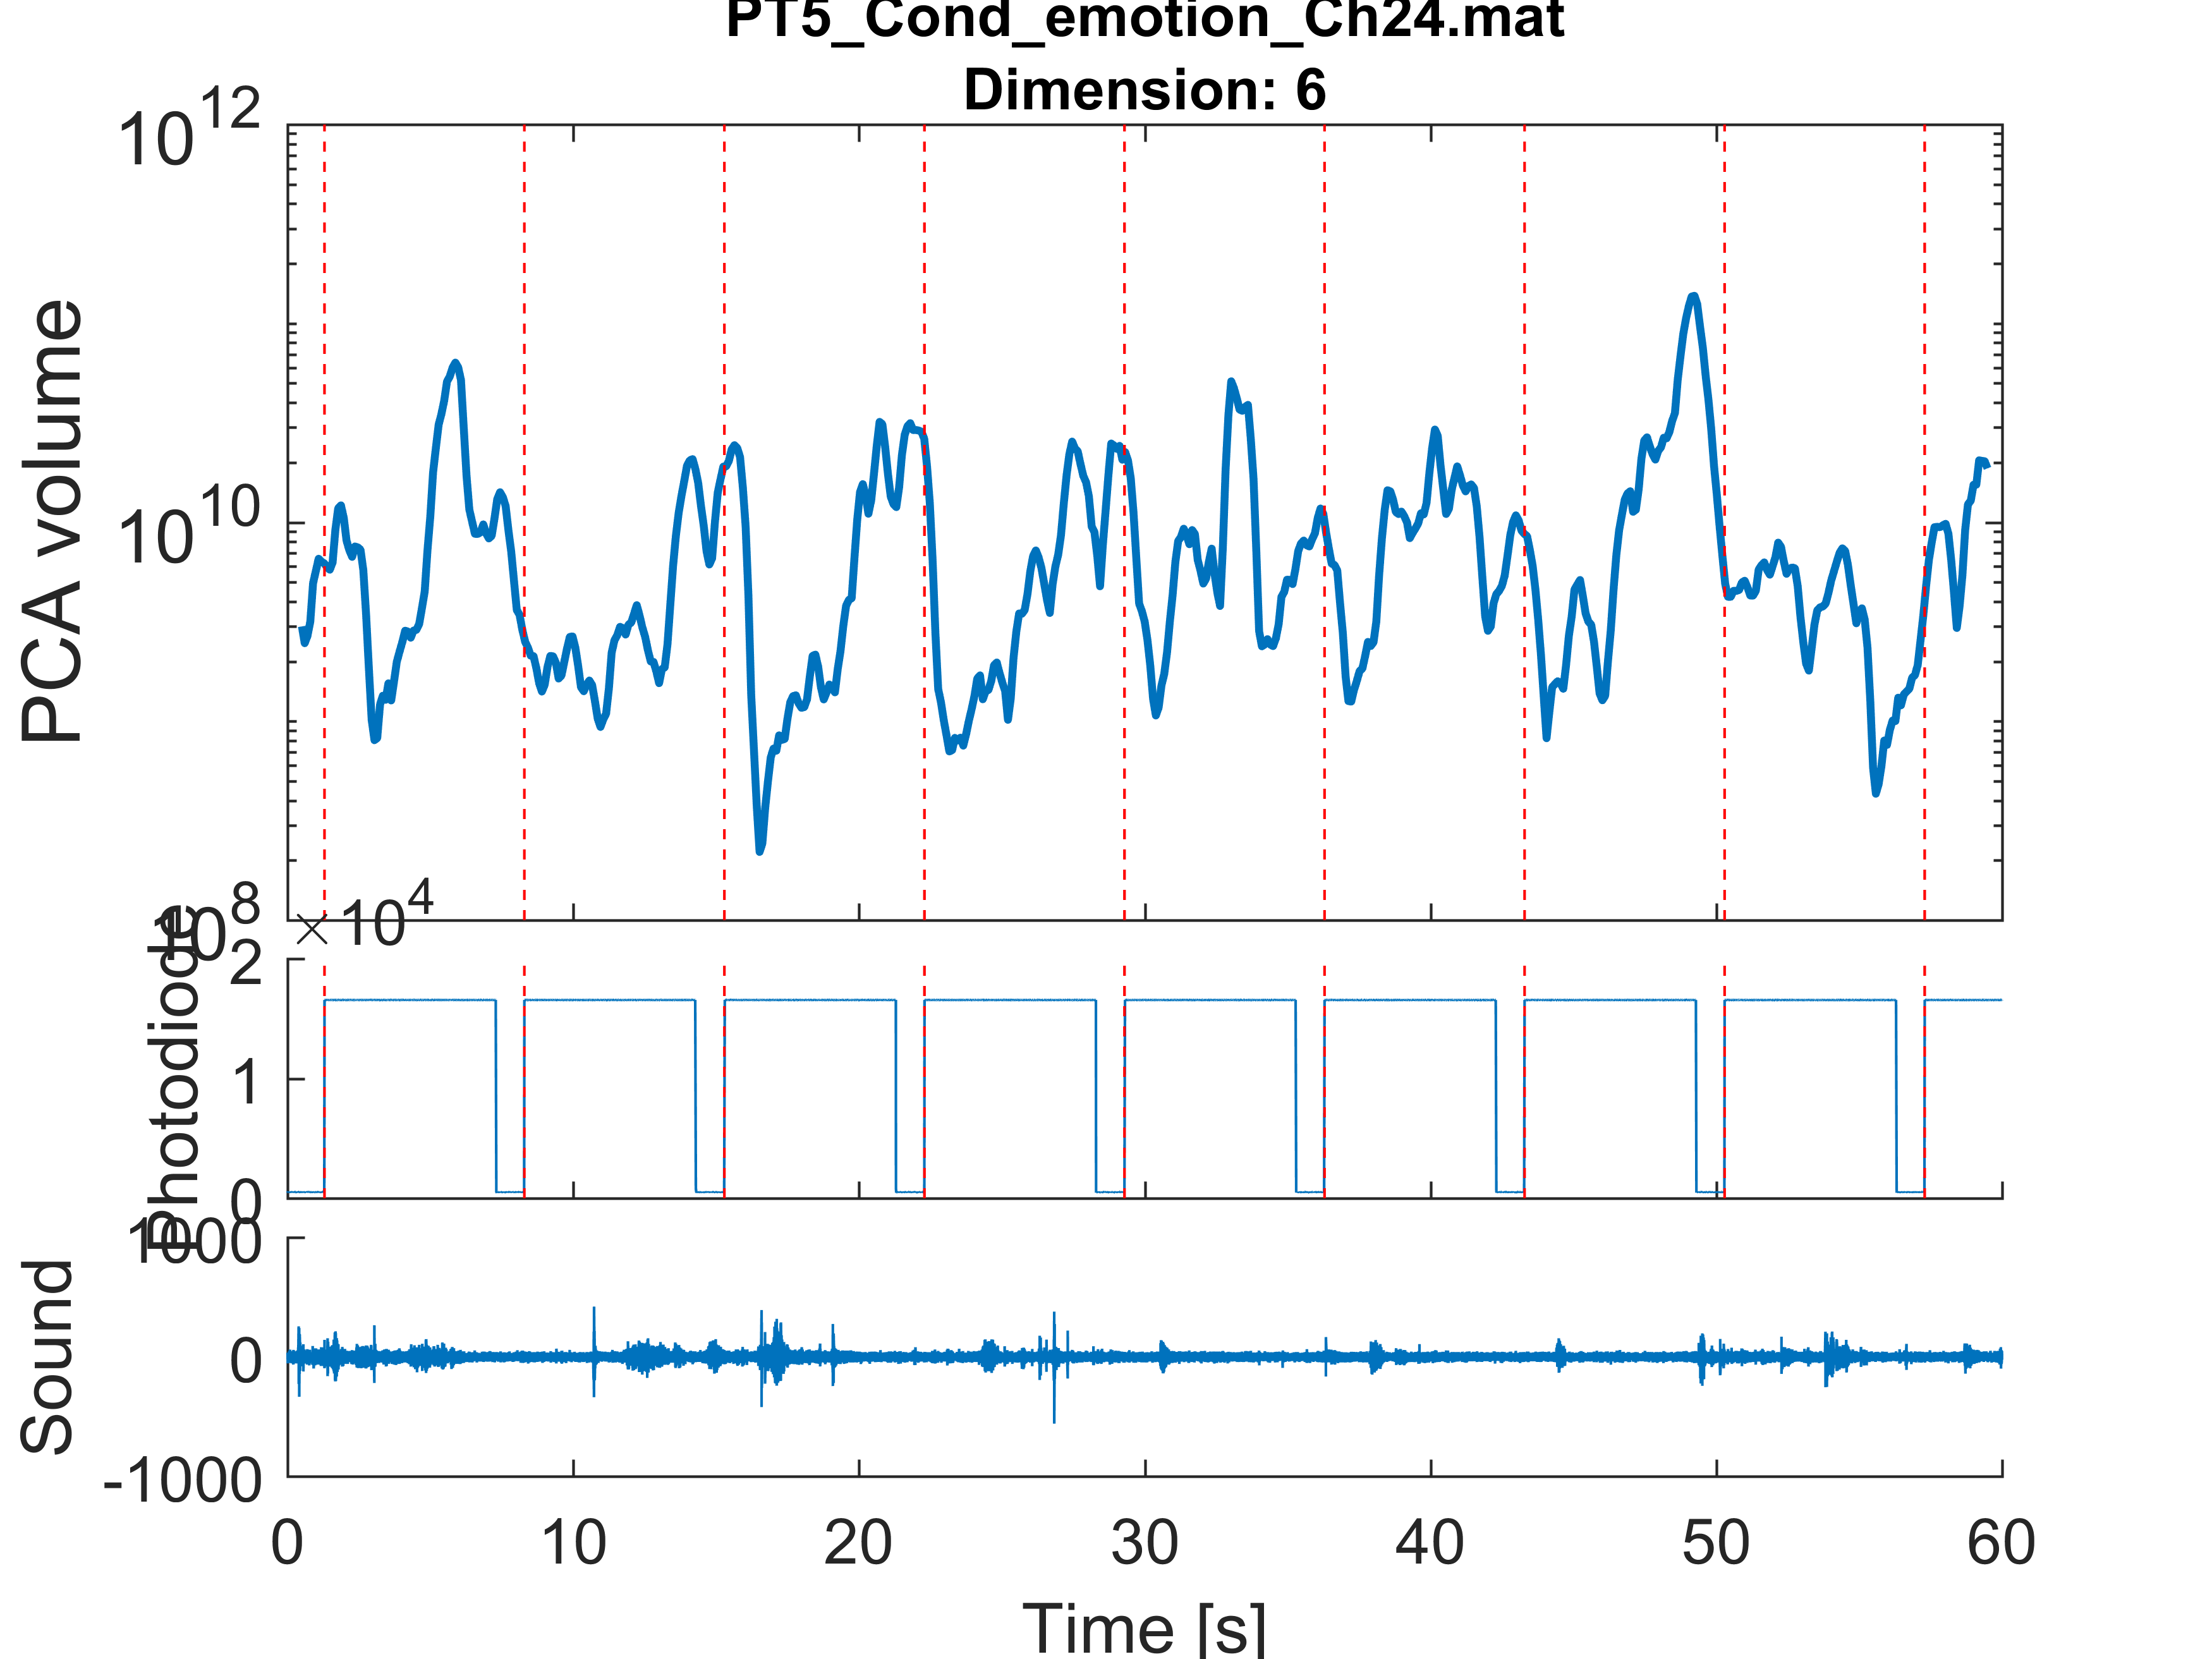 PT5_Cond_emotion_Ch24.mat
Dimension: 6
10^12
10^10
10^8
PCA volume
×10^4
2
1
0
Photodiode
1000
0
-1000
Sound
0 10 20 30 40 50 60
Time [s]